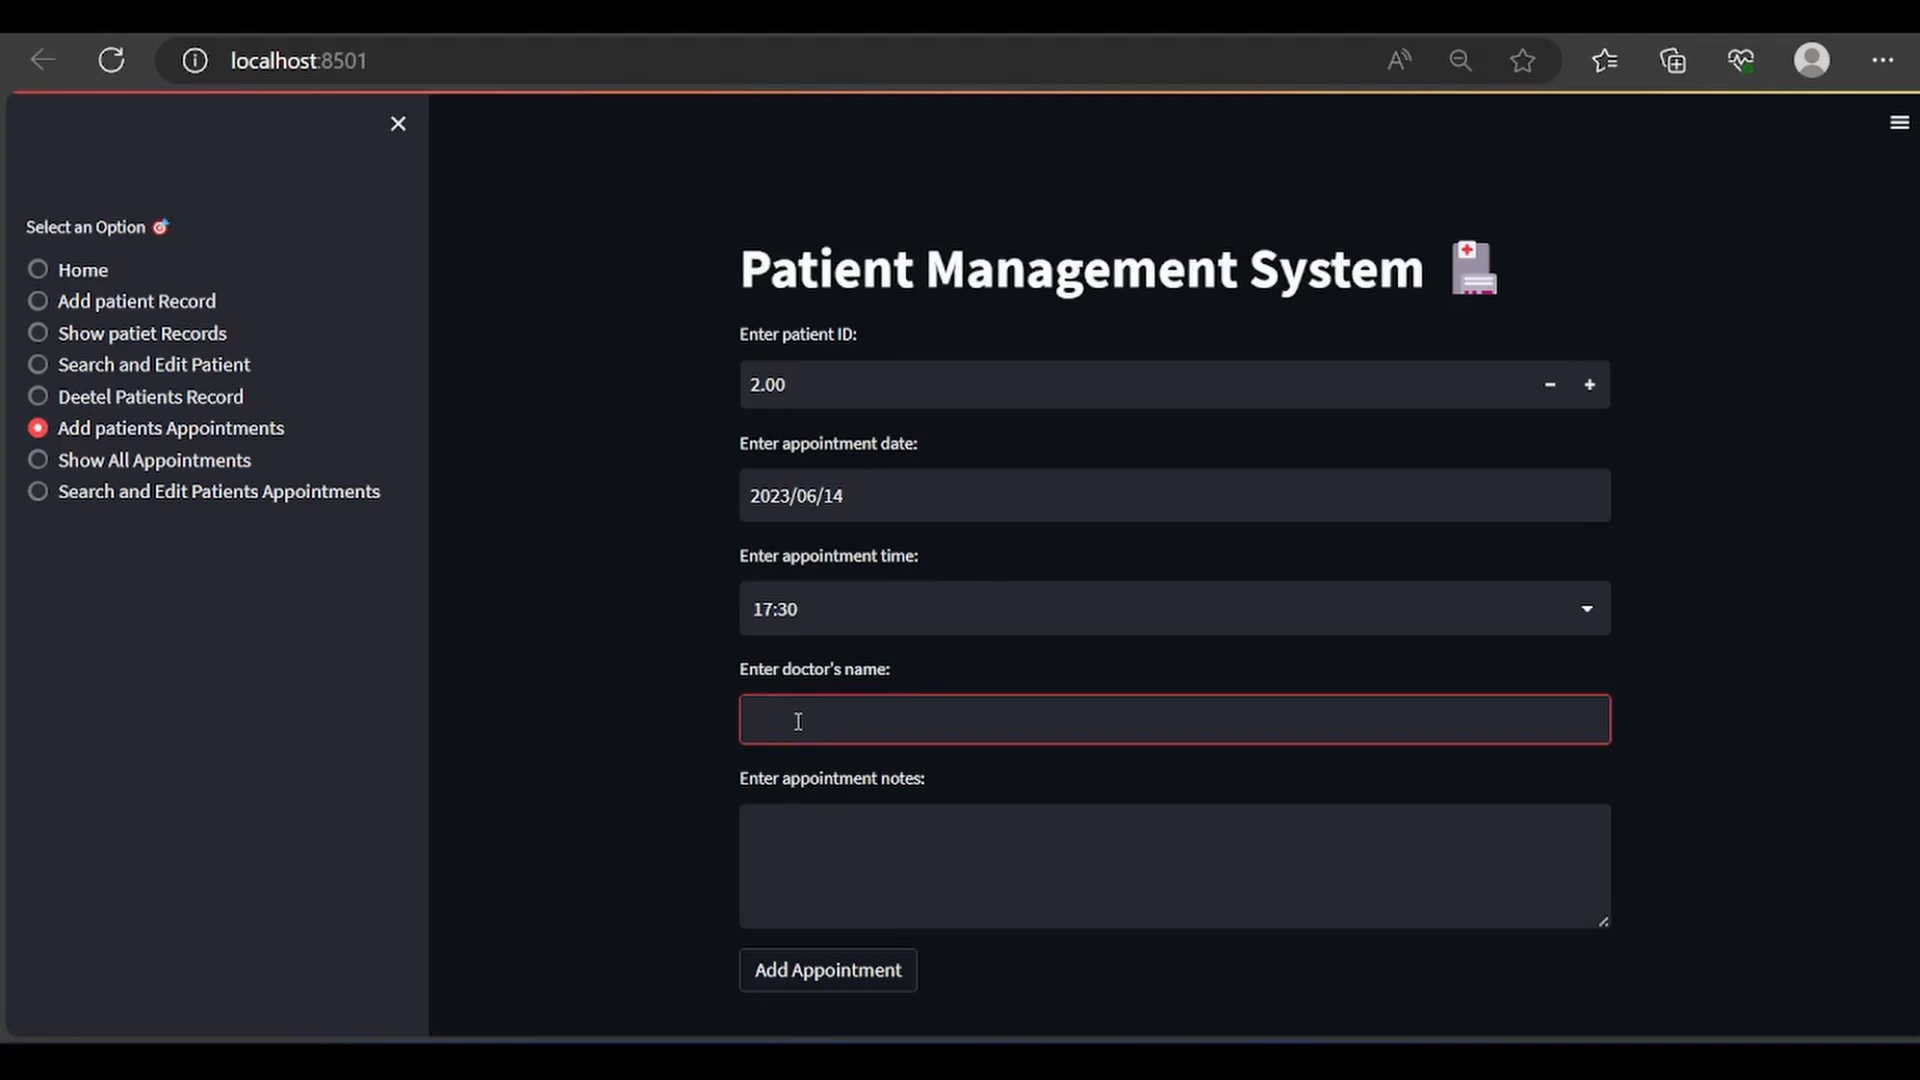 localhost:8501
Select an Option
Home
Add patient Record
Show patiet Records
Search and Edit Patient
Deetel Patients Record
Add patients Appointments
Show All Appointments
Search and Edit Patients Appointments
Patient Management System
Enter patient ID:
2.00
Enter appointment date:
2023/06/14
Enter appointment time:
17:30
Enter doctor's name:
Enter appointment notes:
Add Appointment